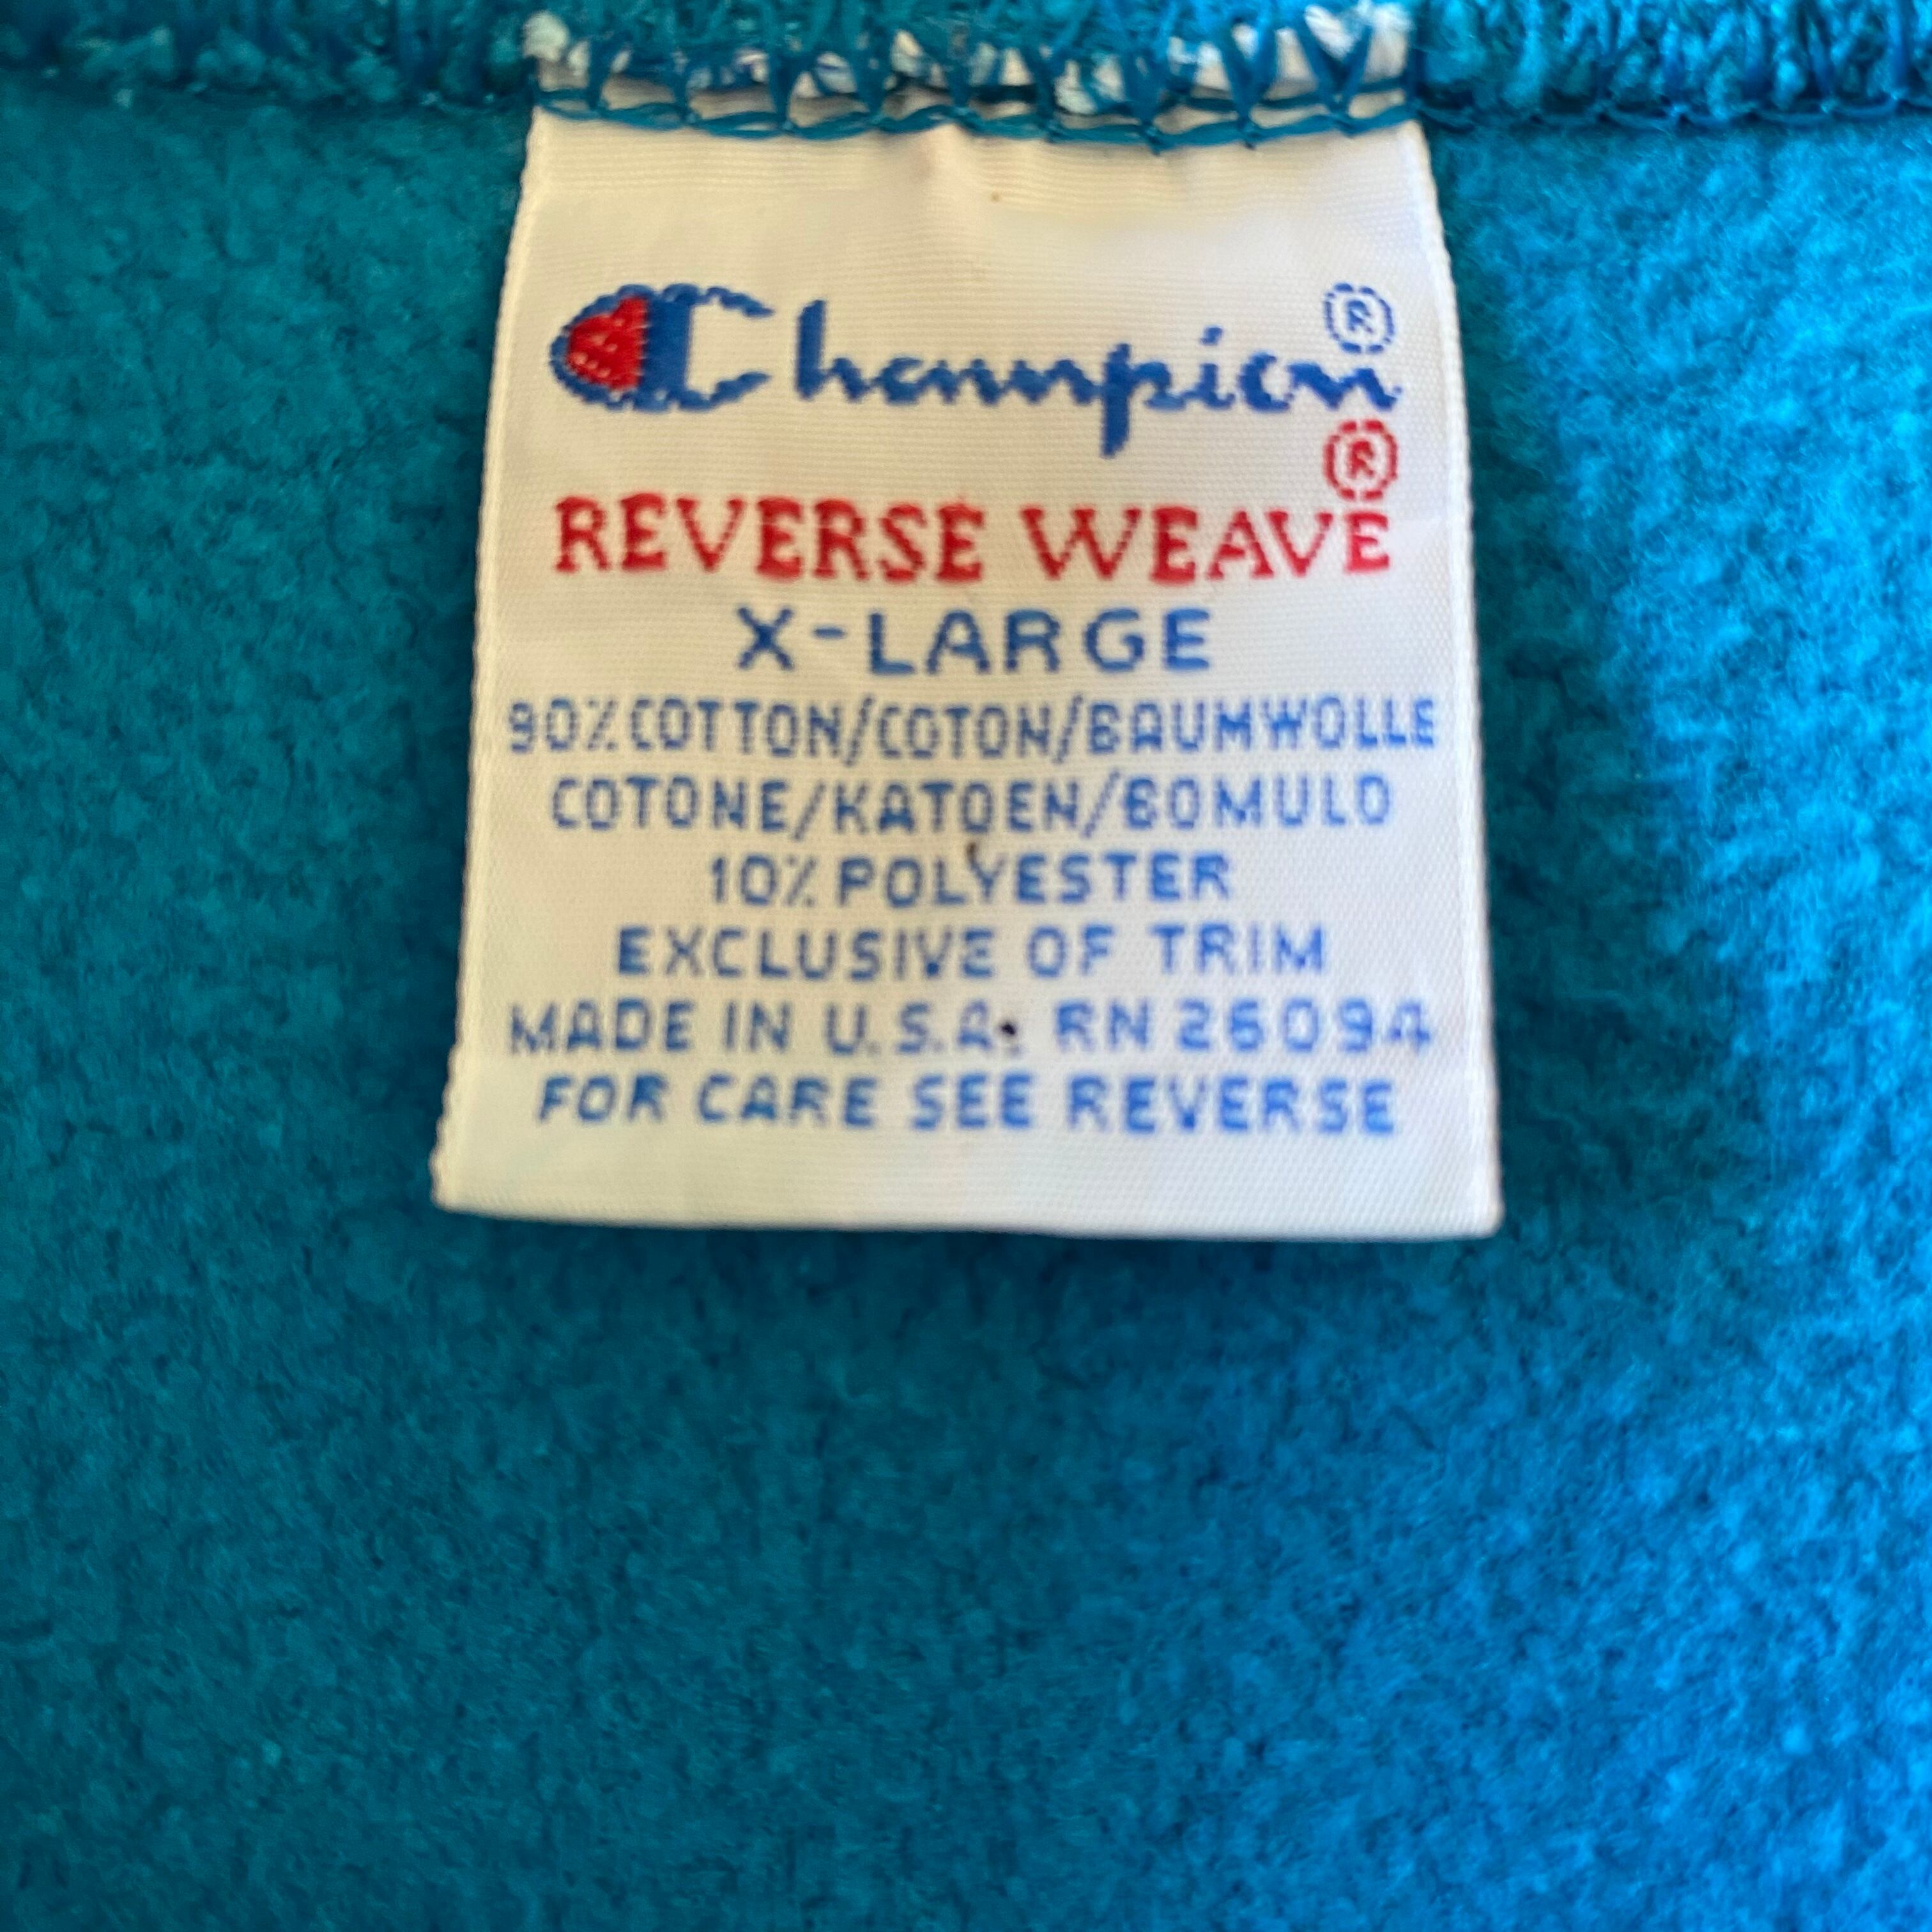 Champion®
REVERSE WEAVE®
X-LARGE
90% COTTON/COTON/BAUMWOLLE
COTONE/KATOEN/BOMULD
10% POLYESTER
EXCLUSIVE OF TRIM
MADE IN U.S.A. RN 26094
FOR CARE SEE REVERSE